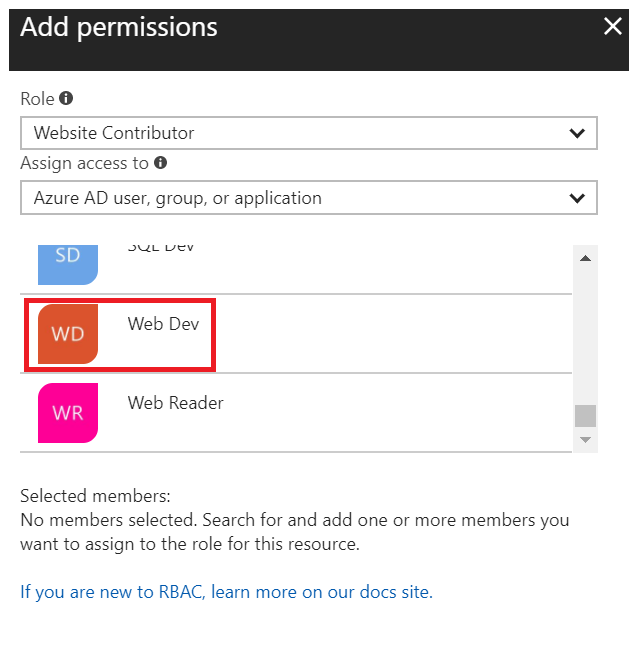 Add permissions
Role
Website Contributor
Assign access to
Azure AD user, group, or application
SD
SQL Dev
WD
Web Dev
WR
Web Reader
Selected members:
No members selected. Search for and add one or more members you
want to assign to the role for this resource.
If you are new to RBAC, learn more on our docs site.